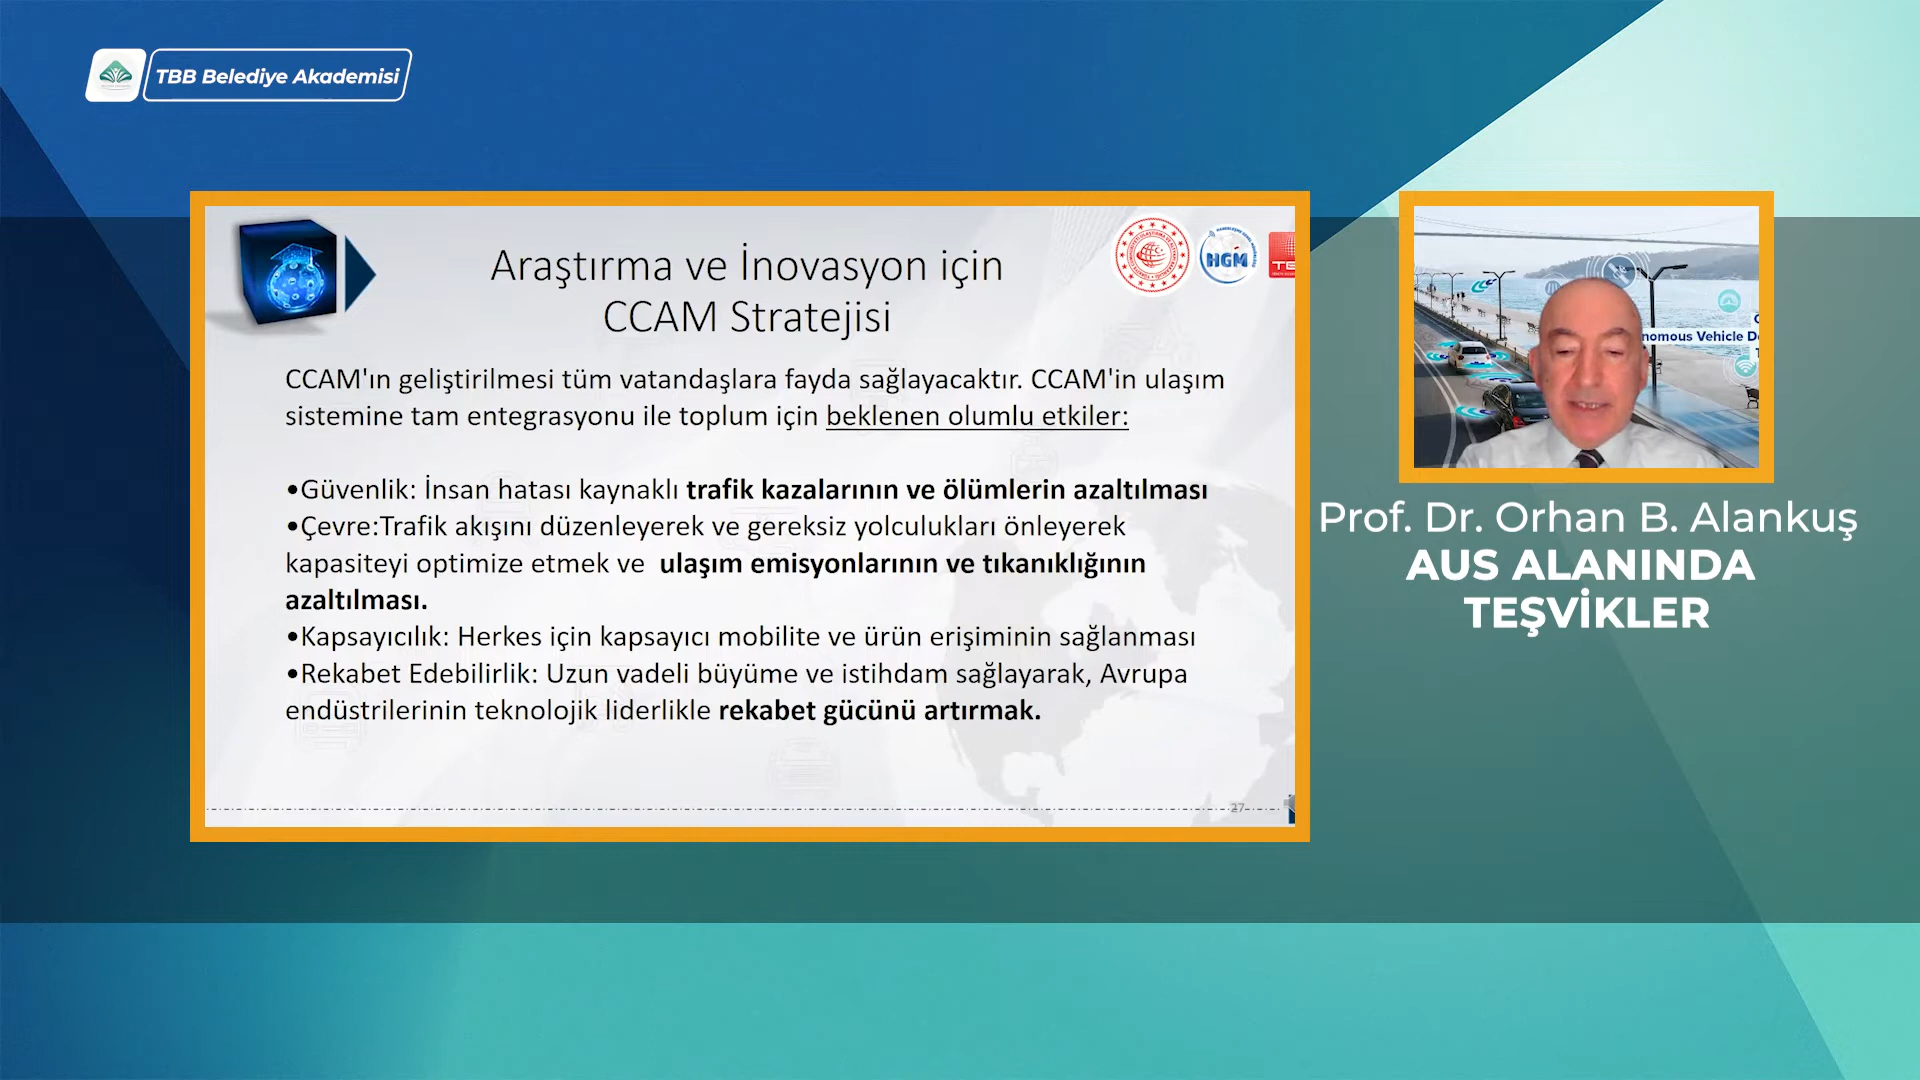 TBB Belediye Akademisi
Araştırma ve İnovasyon için
CCAM Stratejisi
HGM
CCAM'ın geliştirilmesi tüm vatandaşlara fayda sağlayacaktır. CCAM'in ulaşım
sistemine tam entegrasyonu ile toplum için beklenen olumlu etkiler:
•Güvenlik: İnsan hatası kaynaklı trafik kazalarının ve ölümlerin azaltılması
•Çevre:Trafik akışını düzenleyerek ve gereksiz yolculukları önleyerek
kapasiteyi optimize etmek ve ulaşım emisyonlarının ve tıkanıklığının
azaltılması.
•Kapsayıcılık: Herkes için kapsayıcı mobilite ve ürün erişiminin sağlanması
•Rekabet Edebilirlik: Uzun vadeli büyüme ve istihdam sağlayarak, Avrupa
endüstrilerinin teknolojik liderlikle rekabet gücünü artırmak.
27
nomous Vehicle D
Prof. Dr. Orhan B. Alankuş
AUS ALANINDA
TEŞVİKLER